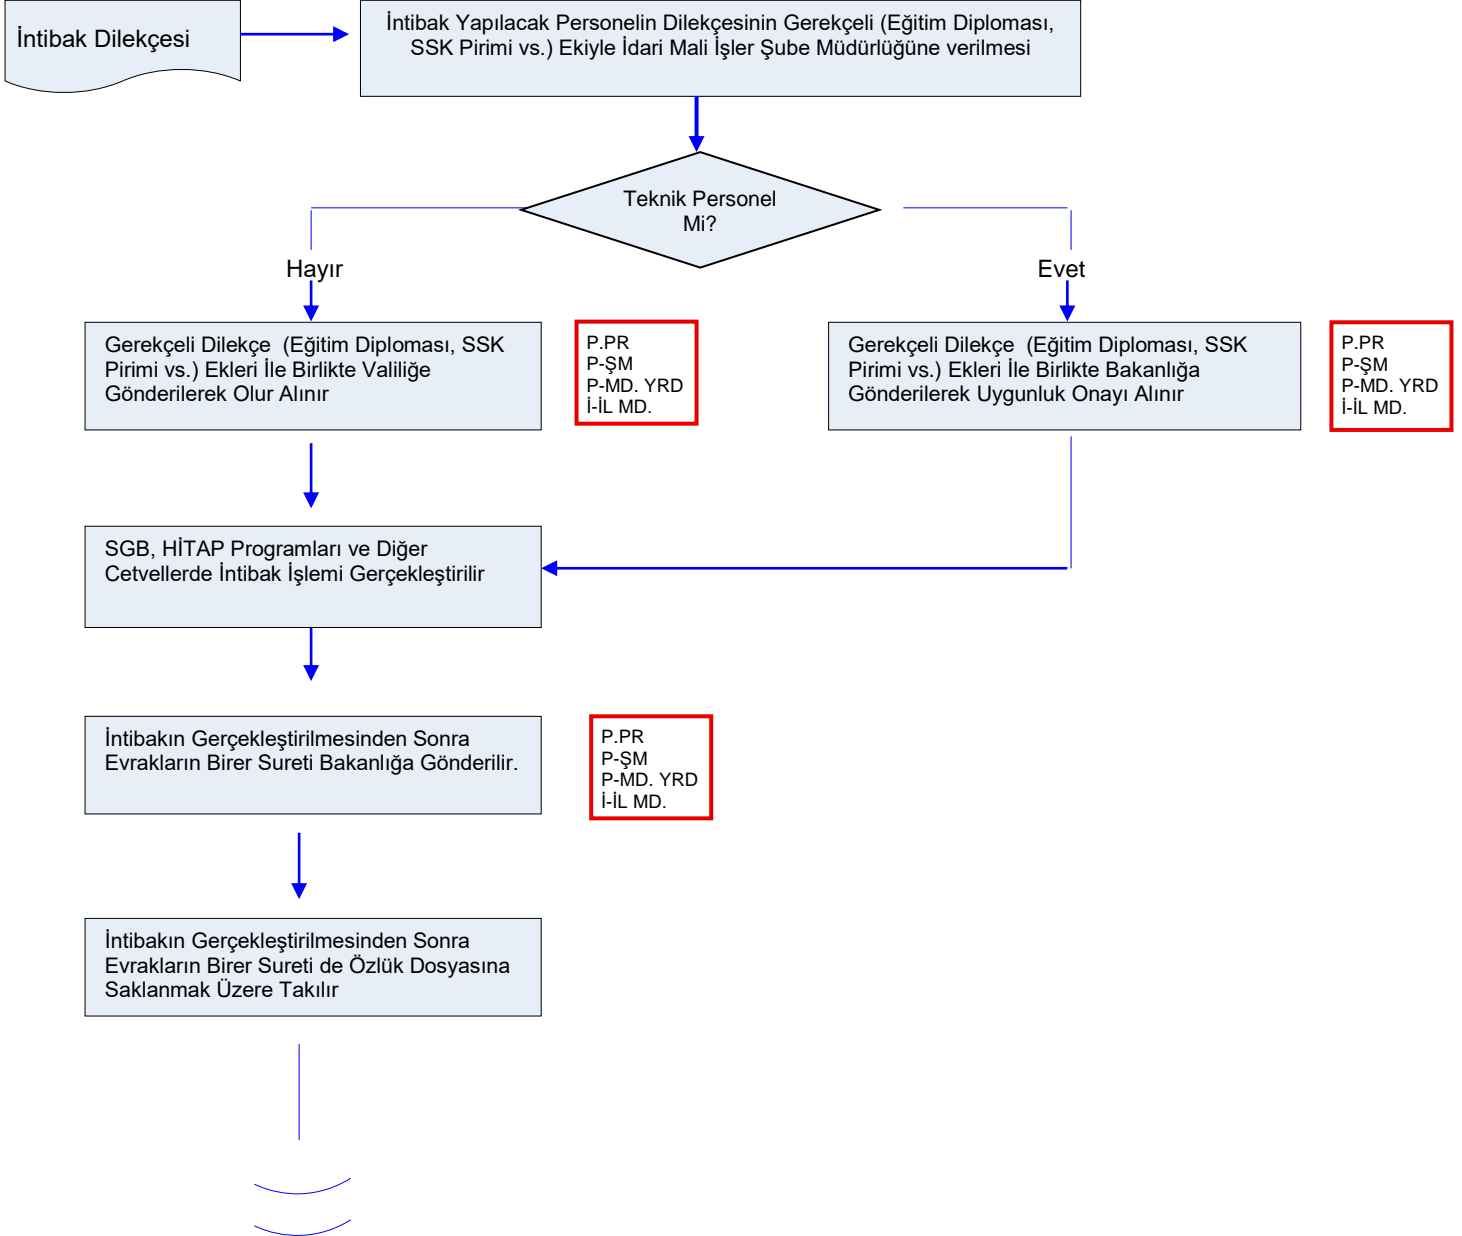 İntibak Dilekçesi
İntibak Yapılacak Personelin Dilekçesinin Gerekçeli (Eğitim Diploması,
SSK Pirimi vs.) Ekiyle İdari Mali İşler Şube Müdürlüğüne verilmesi
Teknik Personel
Mi?
Hayır
Evet
Gerekçeli Dilekçe  (Eğitim Diploması, SSK
Pirimi vs.) Ekleri İle Birlikte Valiliğe
Gönderilerek Olur Alınır
P.PR
P-ŞM
P-MD. YRD
İ-İL MD.
Gerekçeli Dilekçe  (Eğitim Diploması, SSK
Pirimi vs.) Ekleri İle Birlikte Bakanlığa
Gönderilerek Uygunluk Onayı Alınır
P.PR
P-ŞM
P-MD. YRD
İ-İL MD.
SGB, HİTAP Programları ve Diğer
Cetvellerde İntibak İşlemi Gerçekleştirilir
İntibakın Gerçekleştirilmesinden Sonra
Evrakların Birer Sureti Bakanlığa Gönderilir.
P.PR
P-ŞM
P-MD. YRD
İ-İL MD.
İntibakın Gerçekleştirilmesinden Sonra
Evrakların Birer Sureti de Özlük Dosyasına
Saklanmak Üzere Takılır